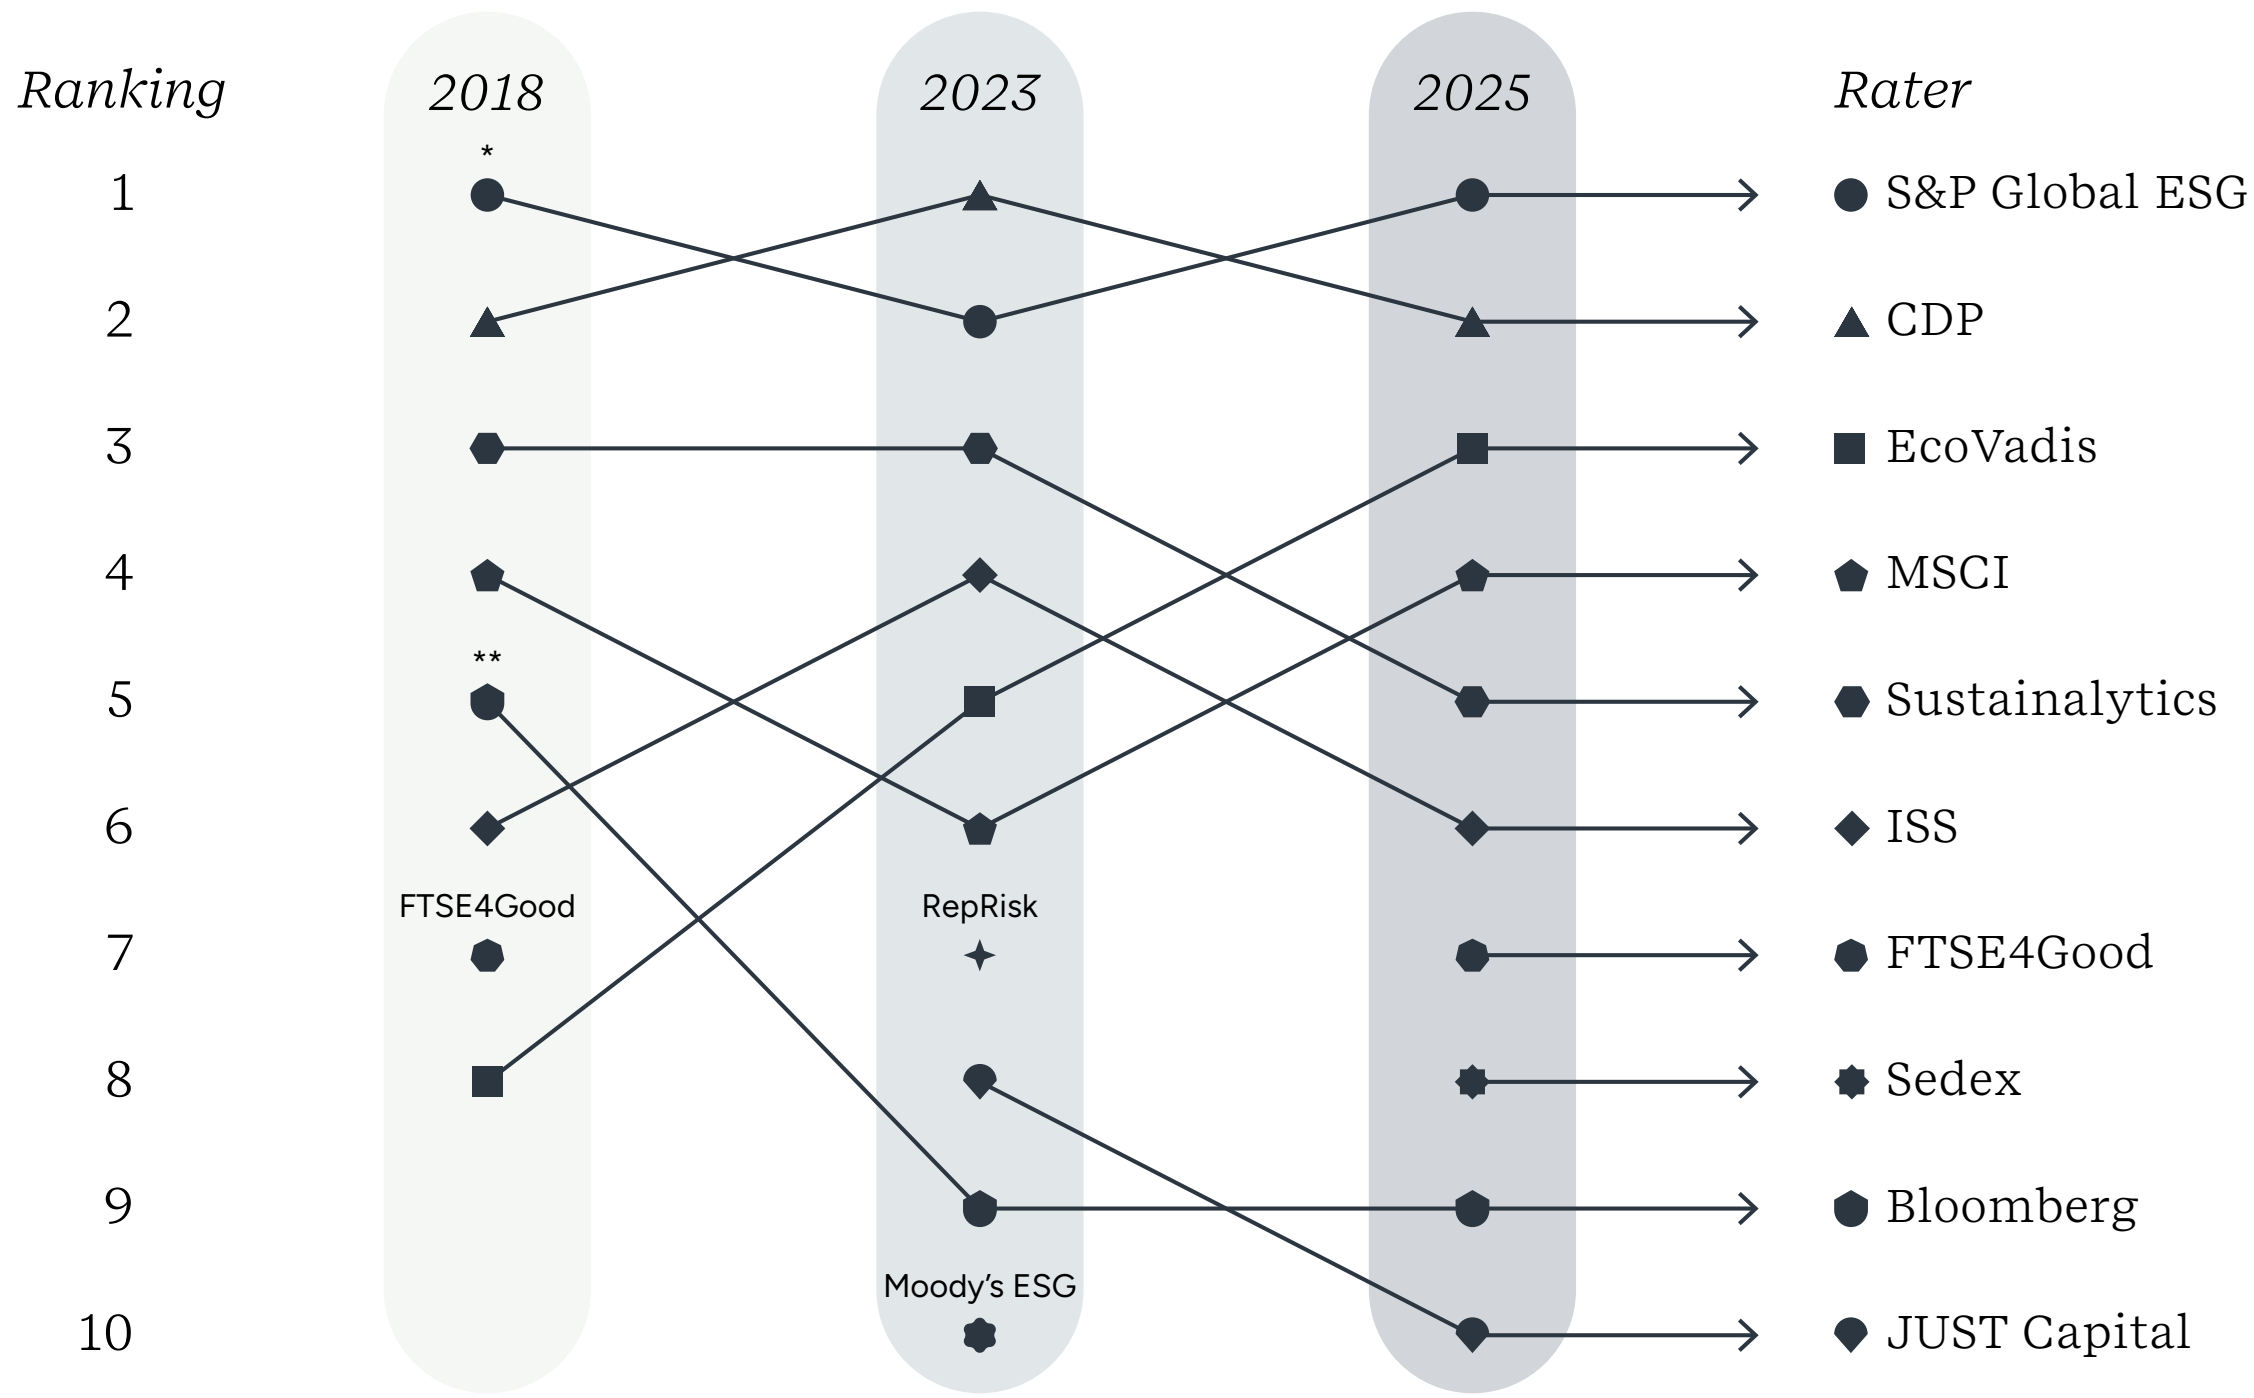 Ranking 2018 2023 2025 Rater
*
1 S&P Global ESG
2 CDP
3 EcoVadis
4 MSCI
**
5 Sustainalytics
6 ISS
FTSE4Good RepRisk
7 FTSE4Good
8 Sedex
9 Bloomberg
Moody’s ESG
10 JUST Capital